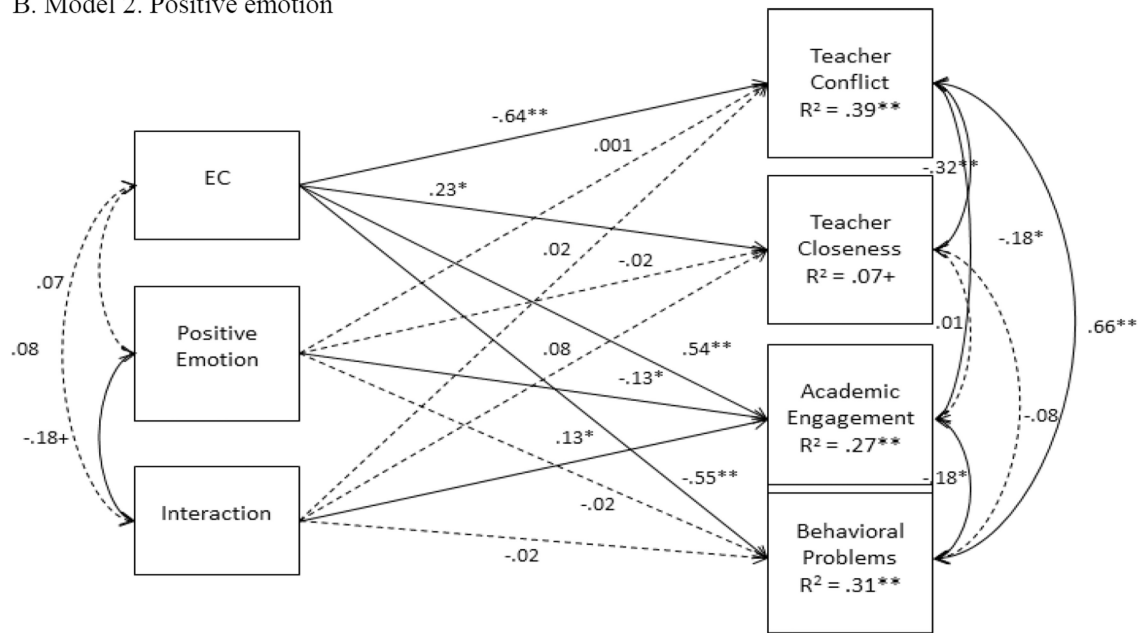 B. Model 2. Positive emotion
Teacher
Conflict
R² = .39**
-.64**
.001
EC
.23*
-.32**
Teacher
Closeness
R² = .07+
-.18*
.02
-.02
.07
Positive
Emotion
.08
.01
.66**
.08
.54**
-.13*
Academic
Engagement
R² = .27**
-.08
-.18+
.13*
-.55**
-.18*
Interaction
-.02
-.02
Behavioral
Problems
R² = .31**